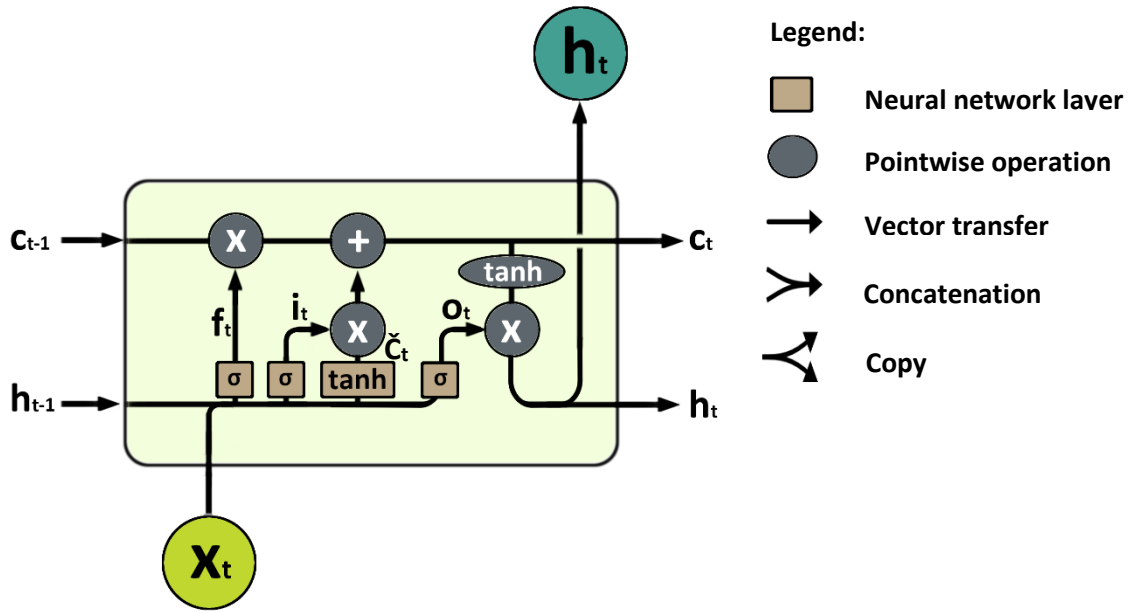 hₜ
Legend:
Neural network layer
Pointwise operation
Vector transfer
Concatenation
Copy
cₜ₋₁
x
+
cₜ
tanh
fₜ
iₜ
x
čₜ
oₜ
x
σ
σ
tanh
σ
hₜ₋₁
hₜ
xₜ